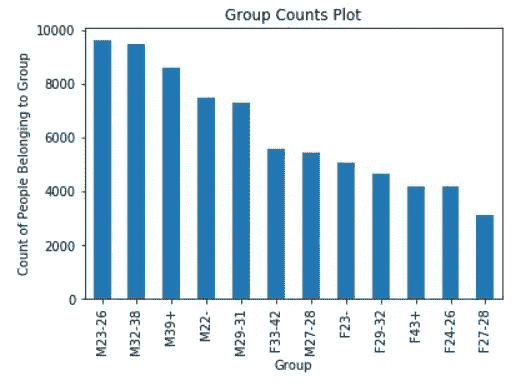 Group Counts Plot
Count of People Belonging to Group
10000
8000
6000
4000
2000
0
M23-26
M32-38
M39+
M22-
M29-31
F33-42
M27-28
F23-
F29-32
F43+
F24-26
F27-28
Group